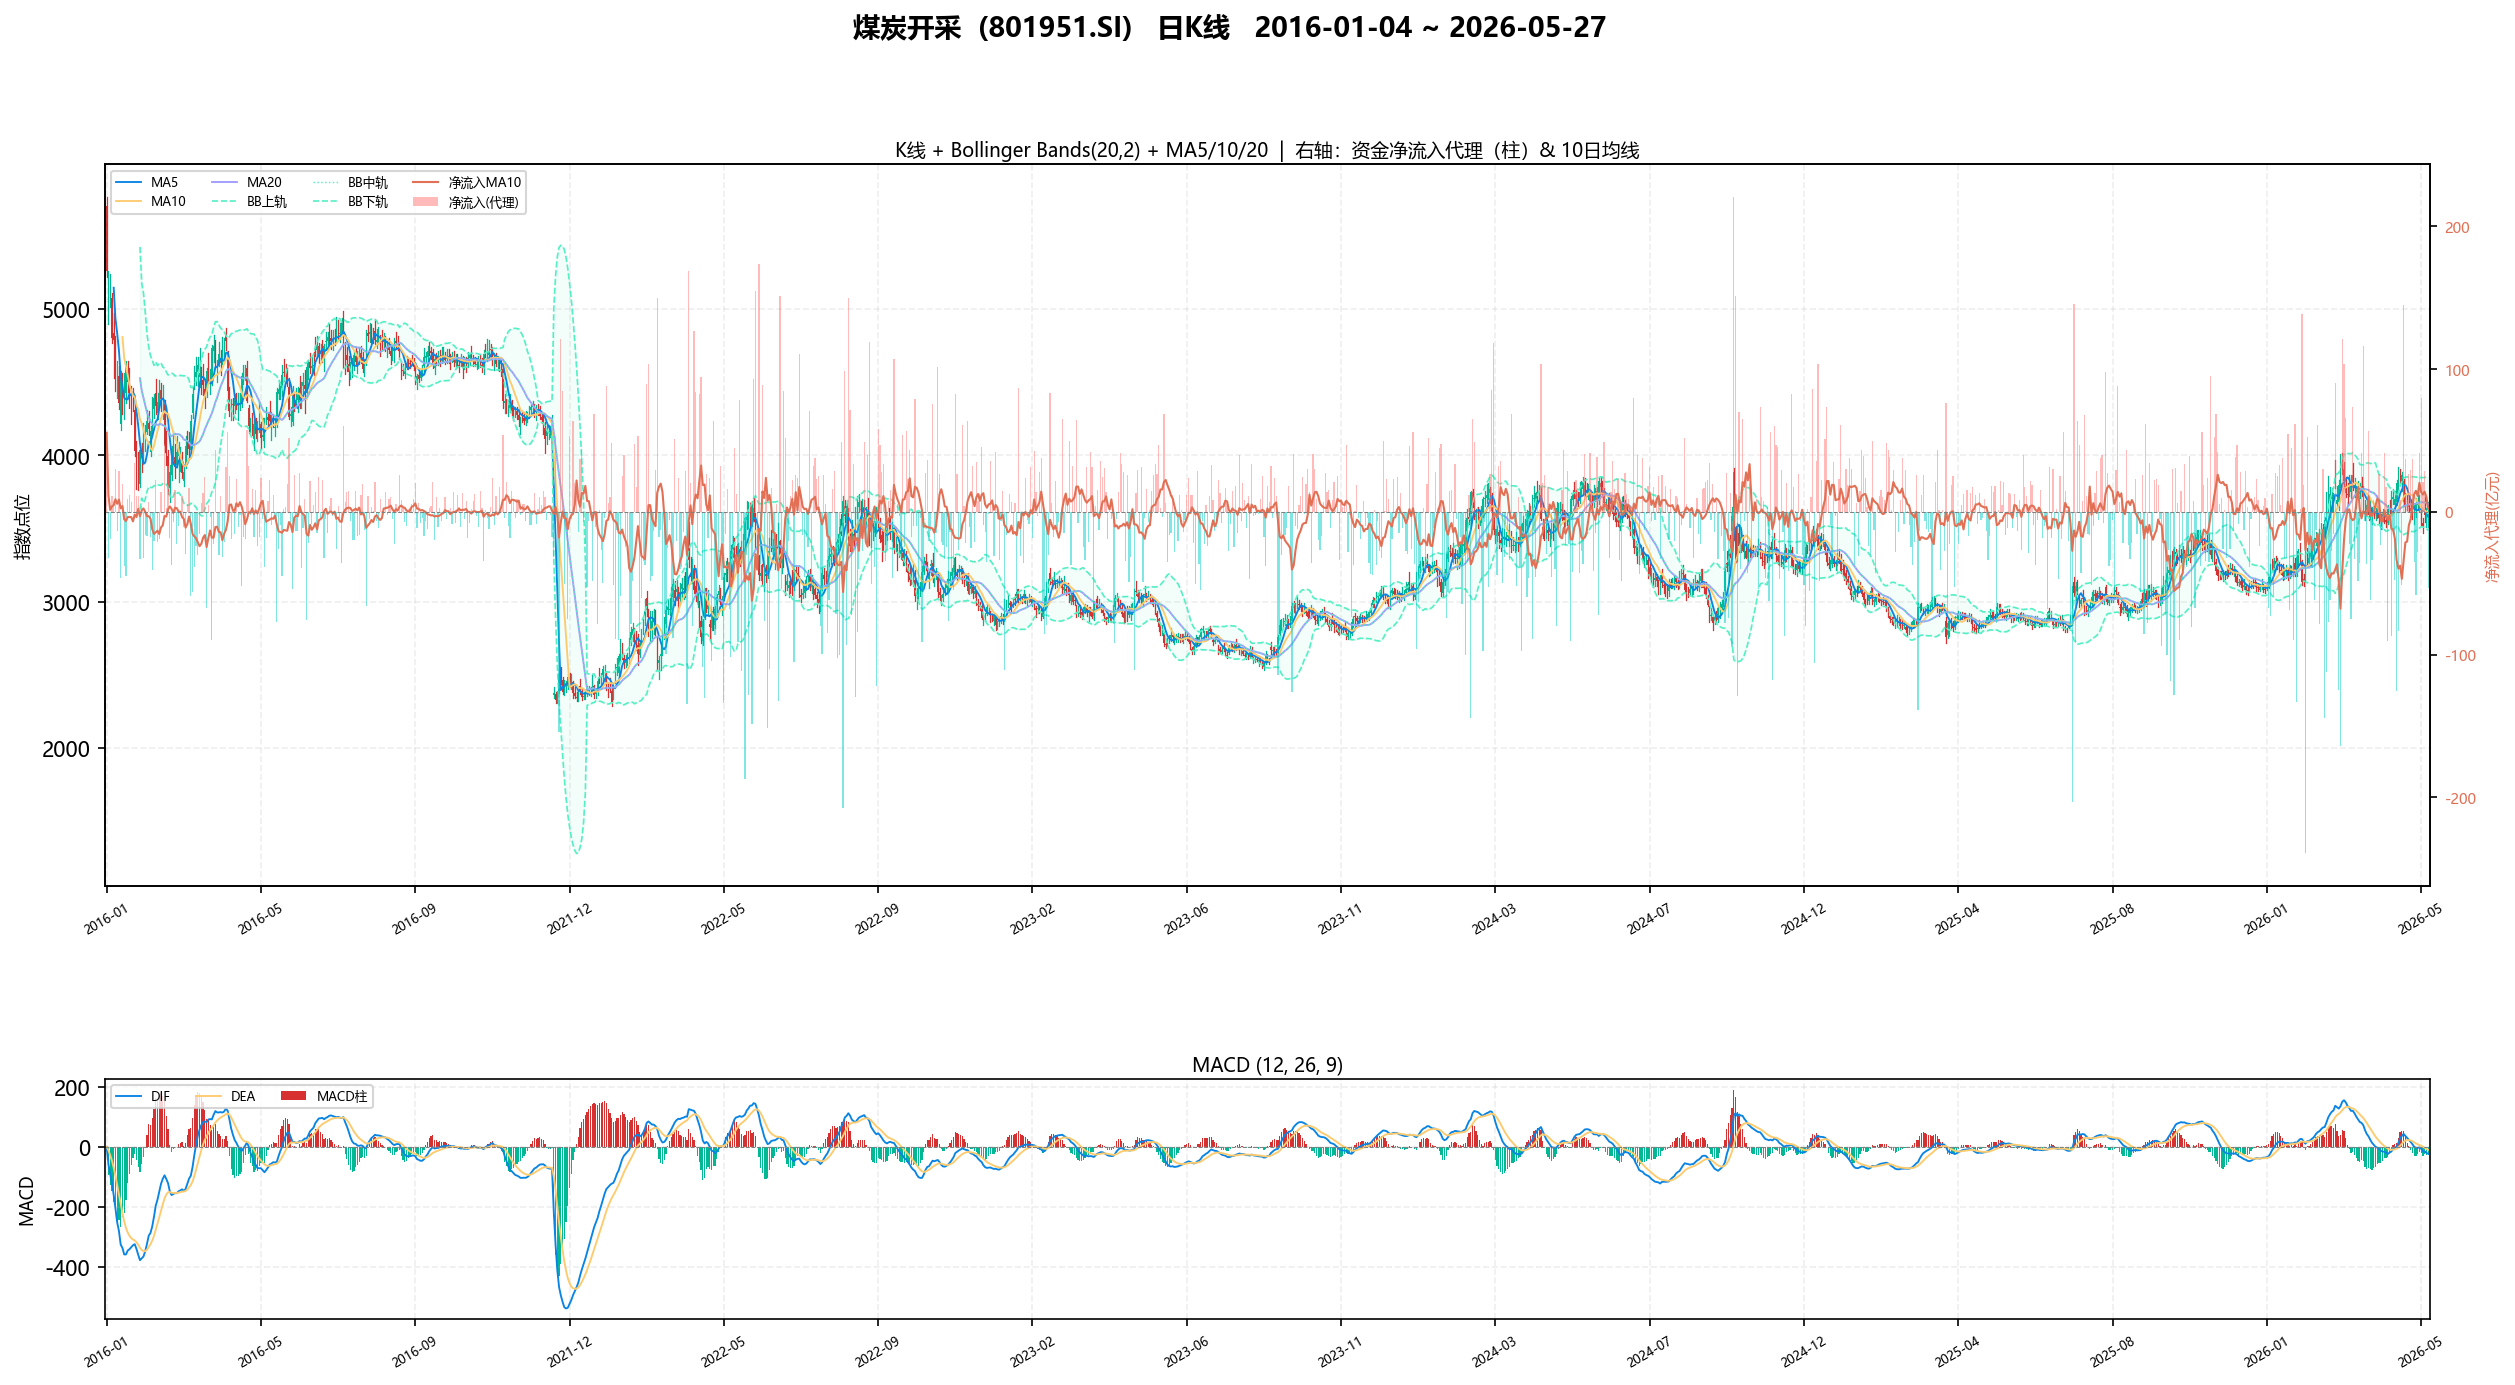 煤炭开采 (801951.SI) 日K线 2016-01-04 ~ 2026-05-27
K线 + Bollinger Bands(20,2) + MA5/10/20 | 右轴：资金净流入代理（柱）& 10日均线
MA5 MA20 BB中轨 净流入MA10
MA10 BB上轨 BB下轨 净流入(代理)
指数点位
5000
4000
3000
2000
200
100
0
-100
-200
净流入代理(亿元)
2016-01 2016-05 2016-09 2021-12 2022-05 2022-09 2023-02 2023-06 2023-11 2024-03 2024-07 2024-12 2025-04 2025-08 2026-01 2026-05
MACD (12, 26, 9)
DIF DEA MACD柱
MACD
200
0
-200
-400
2016-01 2016-05 2016-09 2021-12 2022-05 2022-09 2023-02 2023-06 2023-11 2024-03 2024-07 2024-12 2025-04 2025-08 2026-01 2026-05